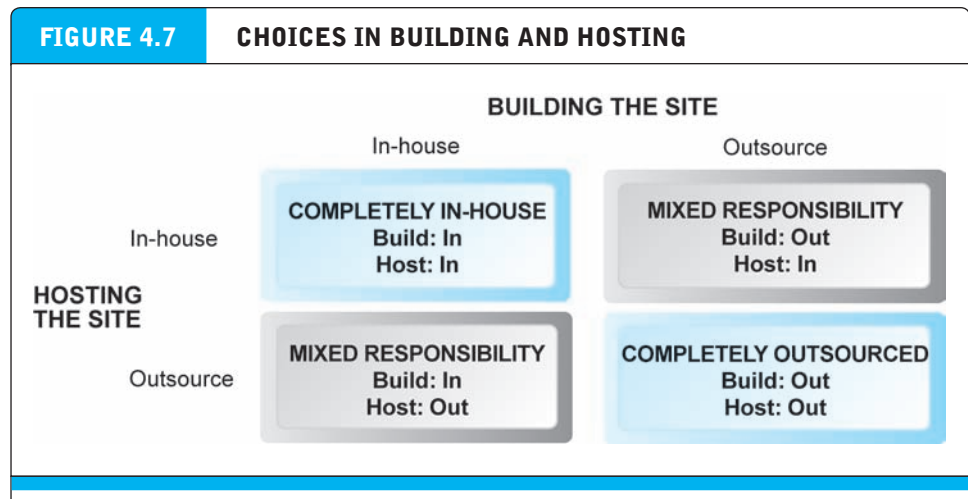 FIGURE 4.7 CHOICES IN BUILDING AND HOSTING
BUILDING THE SITE
In-house Outsource
In-house
COMPLETELY IN-HOUSE
Build: In
Host: In
MIXED RESPONSIBILITY
Build: Out
Host: In
HOSTING
THE SITE
Outsource
MIXED RESPONSIBILITY
Build: In
Host: Out
COMPLETELY OUTSOURCED
Build: Out
Host: Out